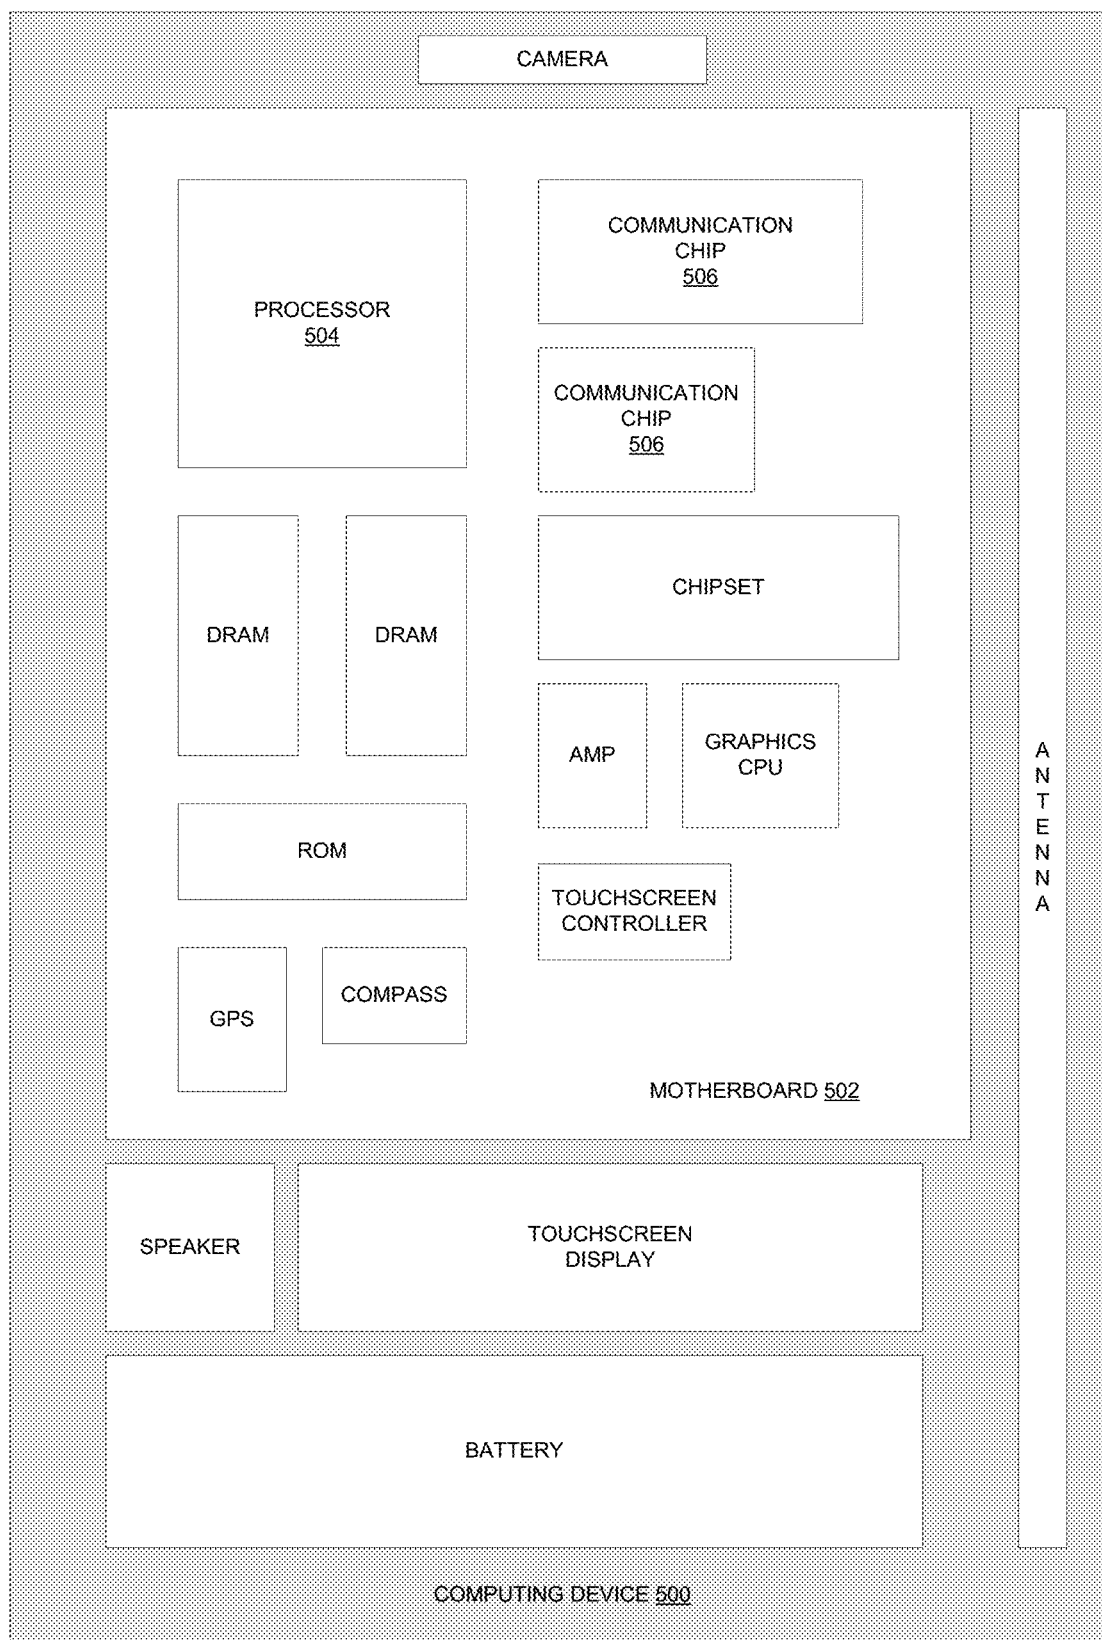 CAMERA
PROCESSOR
504
COMMUNICATION
CHIP
506
COMMUNICATION
CHIP
506
DRAM
DRAM
CHIPSET
AMP
GRAPHICS
CPU
ROM
TOUCHSCREEN
CONTROLLER
GPS
COMPASS
MOTHERBOARD 502
ANTENNA
SPEAKER
TOUCHSCREEN
DISPLAY
BATTERY
COMPUTING DEVICE 500